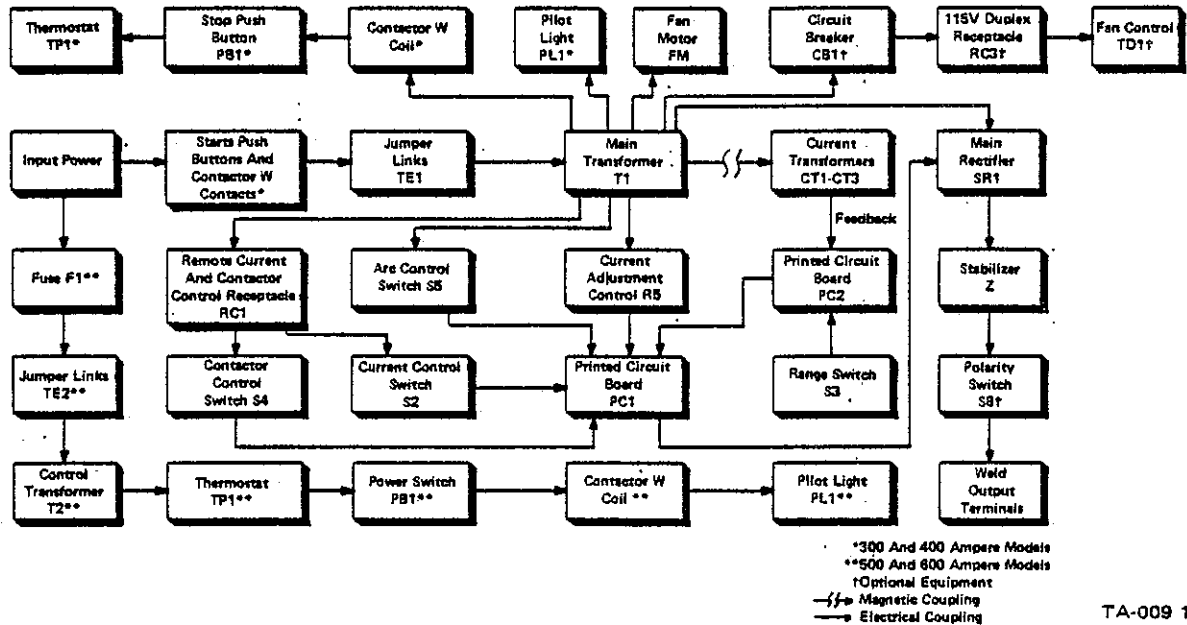 Thermostat
TP1*
Stop Push
Button
PB1*
Contactor W
Coil*
Pilot
Light
PL1*
Fan
Motor
FM
Circuit
Breaker
CB1†
115V Duplex
Receptacle
RC3†
Fan Control
TD1†
Input Power
Starts Push
Buttons And
Contactor W
Contacts*
Jumper
Links
TE1
Main
Transformer
T1
Current
Transformers
CT1-CT3
Main
Rectifier
SR1
Feedback
Fuse F1**
Remote Current
And Contactor
Control Receptacle
RC1
Arc Control
Switch S5
Current
Adjustment
Control R5
Printed Circuit
Board
PC2
Stabilizer
Z
Jumper Links
TE2**
Contactor
Control
Switch S4
Current Control
Switch
S2
Printed Circuit
Board
PC1
Range Switch
S3
Polarity
Switch
S8†
Control
Transformer
T2**
Thermostat
TP1**
Power Switch
PB1**
Contactor W
Coil **
Pilot Light
PL1**
Weld
Output
Terminals
*300 And 400 Ampere Models
**500 And 600 Ampere Models
†Optional Equipment
Magnetic Coupling
Electrical Coupling
TA-009 1